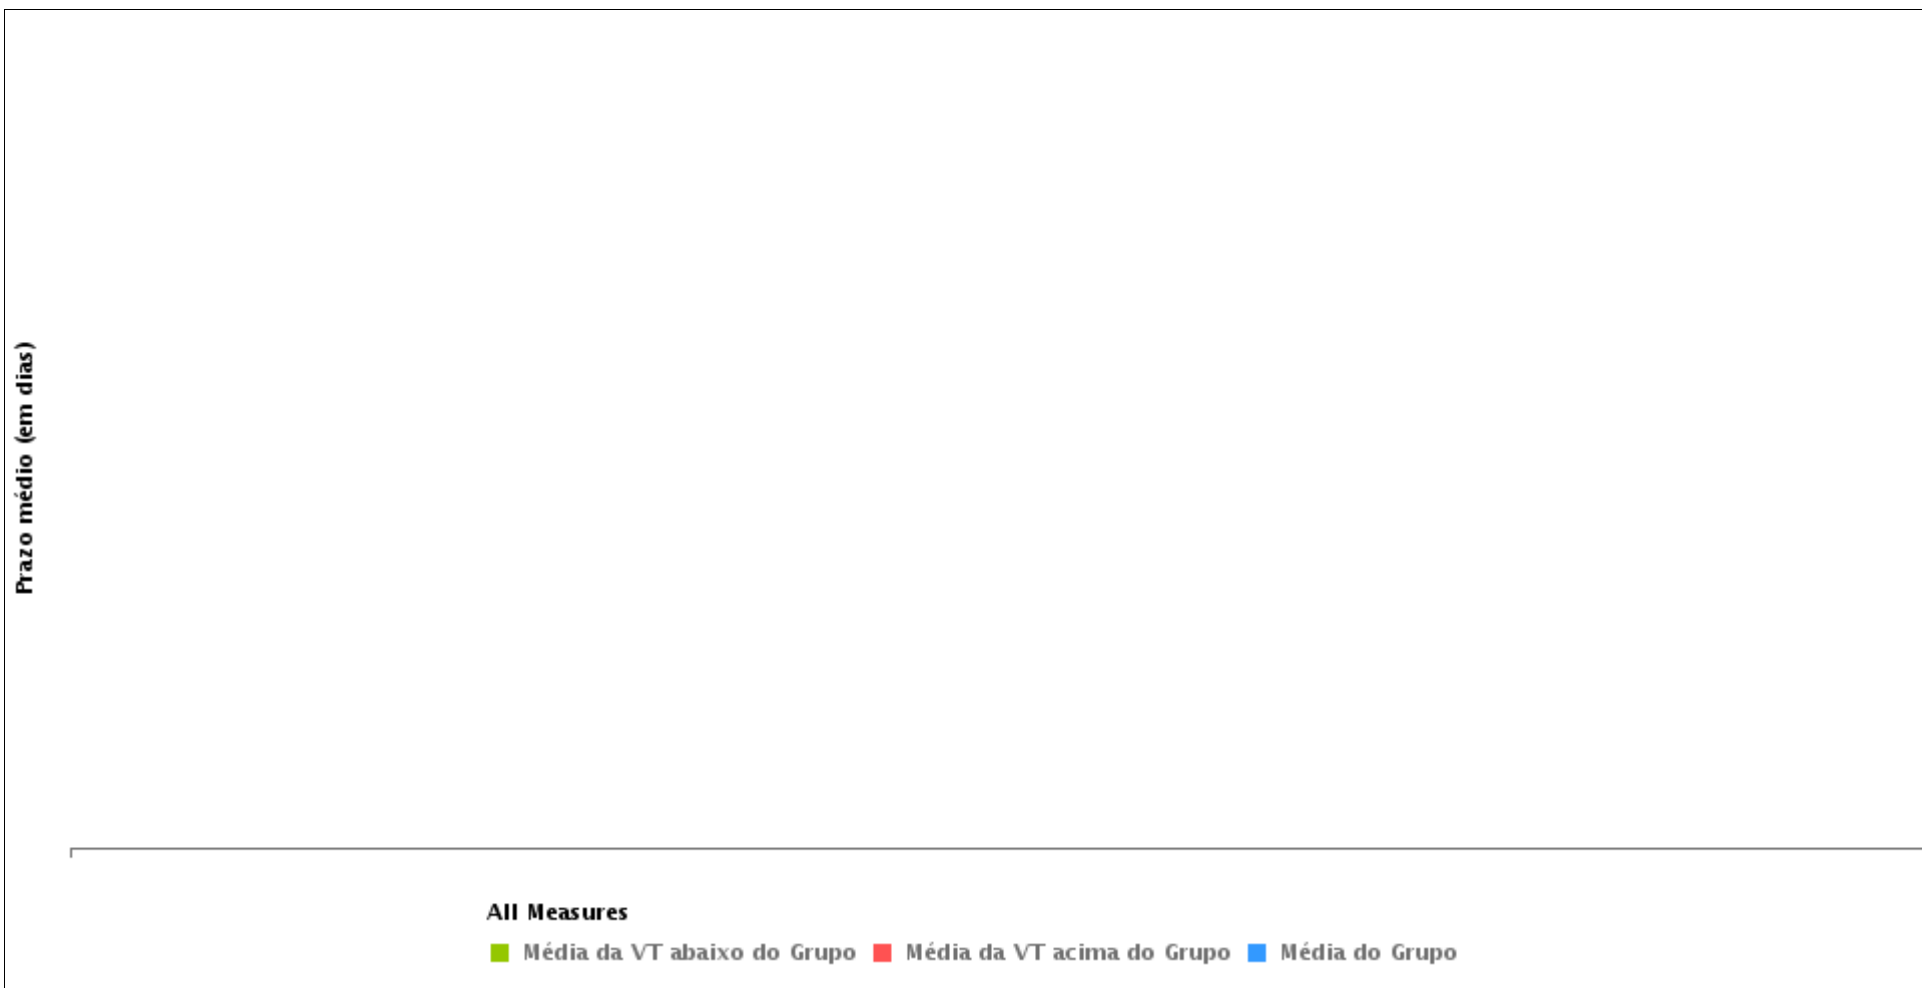 Prazo médio (em dias)
All Measures
Média da VT abaixo do Grupo Média da VT acima do Grupo Média do Grupo